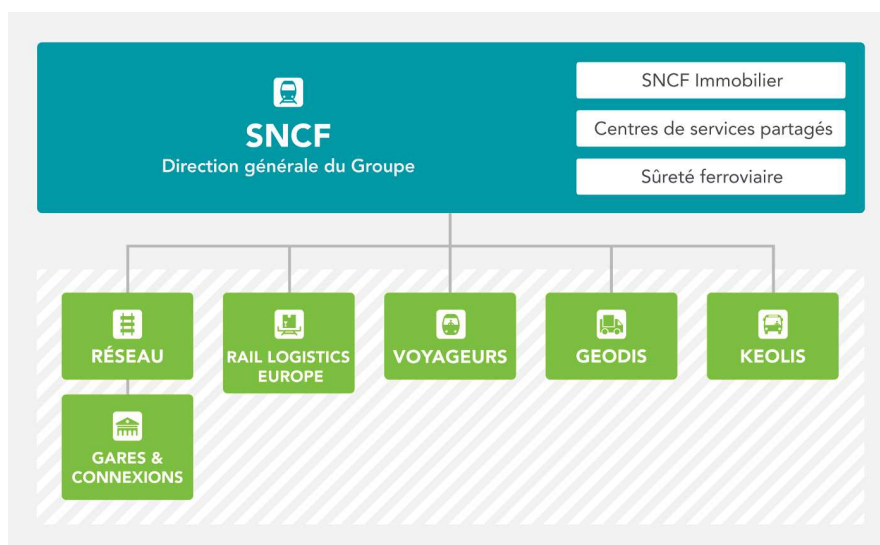 SNCF
Direction générale du Groupe
SNCF Immobilier
Centres de services partagés
Sûreté ferroviaire
RÉSEAU
RAIL LOGISTICS
EUROPE
VOYAGEURS
GEODIS
KEOLIS
GARES &
CONNEXIONS